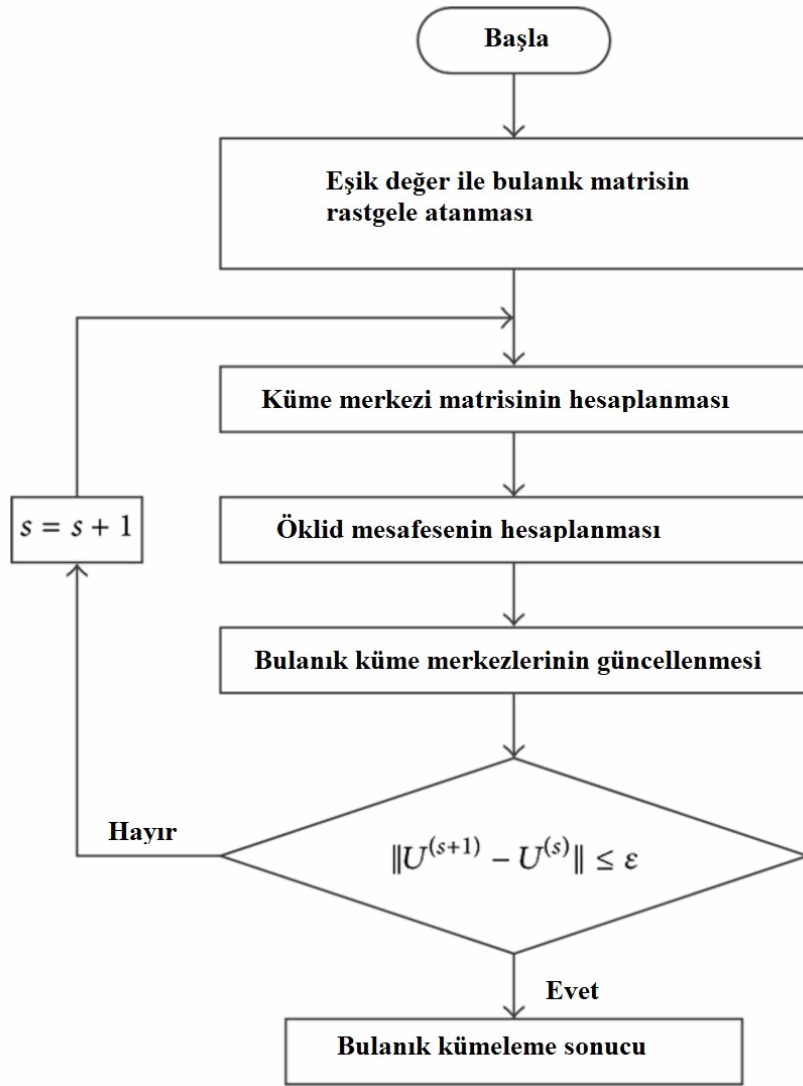 Başla
Eşik değer ile bulanık matrisin
rastgele atanması
Küme merkezi matrisinin hesaplanması
s = s + 1
Öklid mesafesenin hesaplanması
Bulanık küme merkezlerinin güncellenmesi
Hayır
‖U^(s+1) − U^(s)‖ ≤ ε
Evet
Bulanık kümeleme sonucu